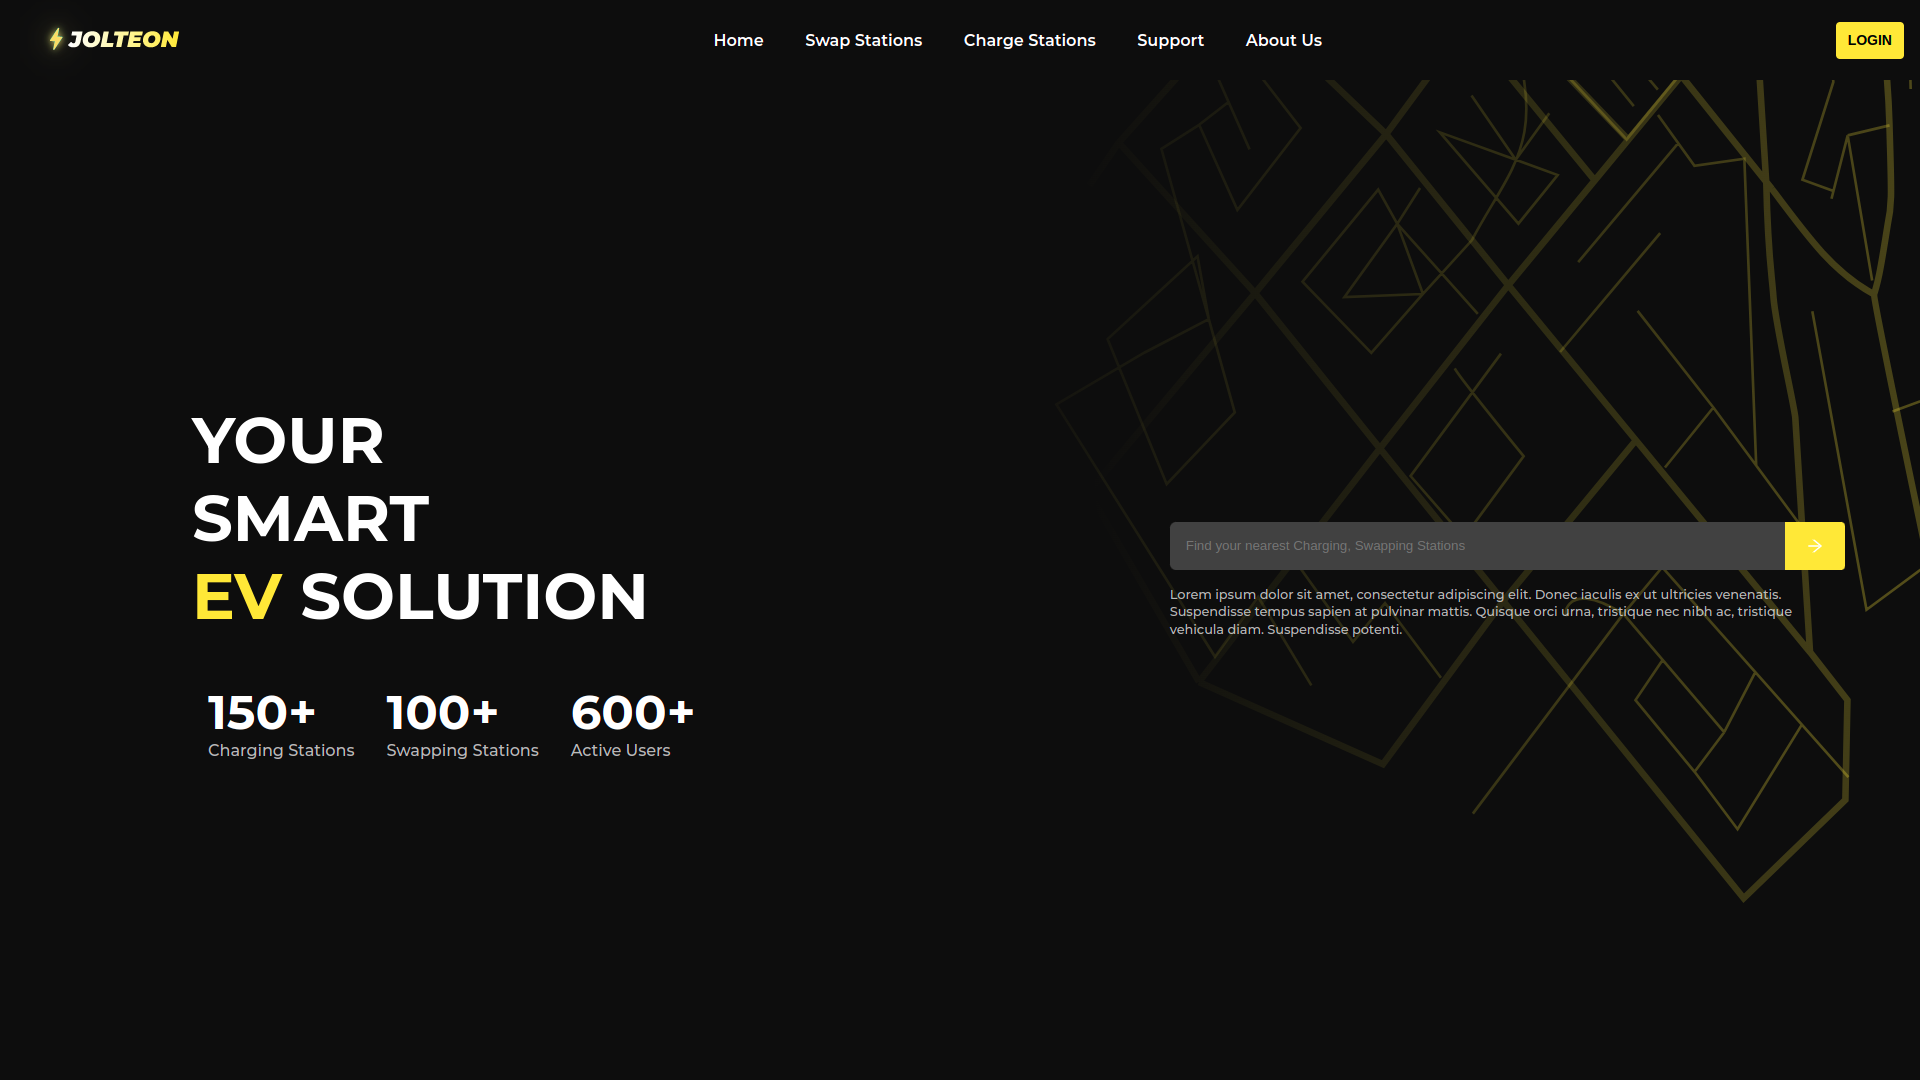 JOLTEON
Home
Swap Stations
Charge Stations
Support
About Us
LOGIN
YOUR
SMART
EV SOLUTION
150+
Charging Stations
100+
Swapping Stations
600+
Active Users
Find your nearest Charging, Swapping Stations
Lorem ipsum dolor sit amet, consectetur adipiscing elit. Donec iaculis ex ut ultricies venenatis.
Suspendisse tempus sapien at pulvinar mattis. Quisque orci urna, tristique nec nibh ac, tristique
vehicula diam. Suspendisse potenti.